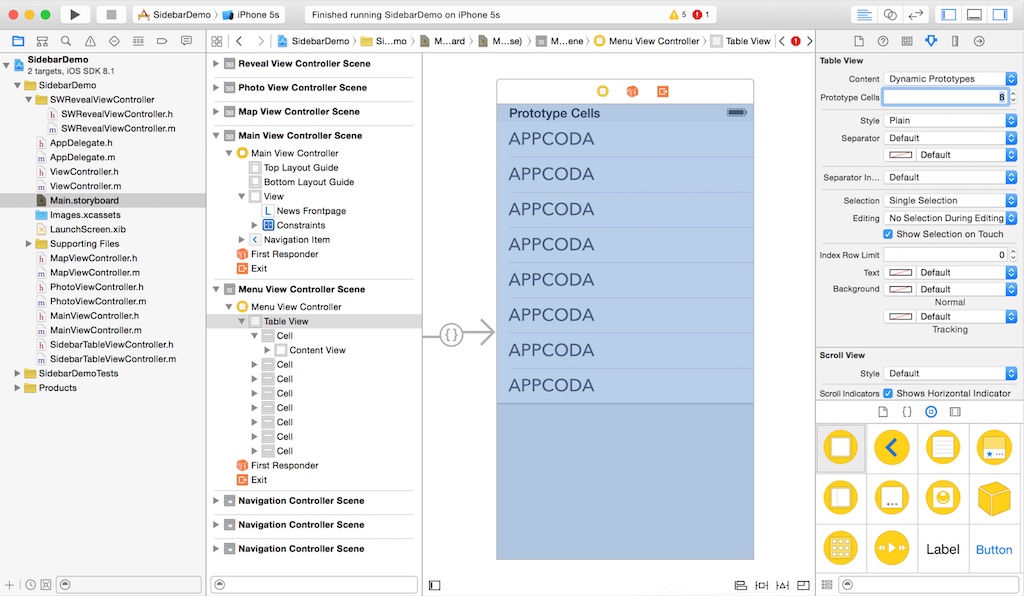 SidebarDemo
iPhone 5s
Finished running SidebarDemo on iPhone 5s
5
1
SidebarDemo
Si...mo
M...ard
M...se)
M...ene
Menu View Controller
Table View
SidebarDemo
2 targets, iOS SDK 8.1
SidebarDemo
SWRevealViewController
SWRevealViewController.h
SWRevealViewController.m
AppDelegate.h
AppDelegate.m
ViewController.h
ViewController.m
Main.storyboard
Images.xcassets
LaunchScreen.xib
Supporting Files
MapViewController.h
MapViewController.m
PhotoViewController.h
PhotoViewController.m
MainViewController.h
MainViewController.m
SidebarTableViewController.h
SidebarTableViewController.m
SidebarDemoTests
Products
Reveal View Controller Scene
Photo View Controller Scene
Map View Controller Scene
Main View Controller Scene
Main View Controller
Top Layout Guide
Bottom Layout Guide
View
L News Frontpage
Constraints
Navigation Item
First Responder
Exit
Menu View Controller Scene
Menu View Controller
Table View
Cell
Content View
Cell
Cell
Cell
Cell
Cell
Cell
Cell
First Responder
Exit
Navigation Controller Scene
Navigation Controller Scene
Navigation Controller Scene
Prototype Cells
APPCODA
APPCODA
APPCODA
APPCODA
APPCODA
APPCODA
APPCODA
APPCODA
Table View
Content Dynamic Prototypes
Prototype Cells 8
Style Plain
Separator Default
Default
Separator In... Default
Selection Single Selection
Editing No Selection During Editing
Show Selection on Touch
Index Row Limit 0
Text Default
Background Default
Normal
Default
Tracking
Scroll View
Style Default
Scroll Indicators Shows Horizontal Indicator
Label
Button